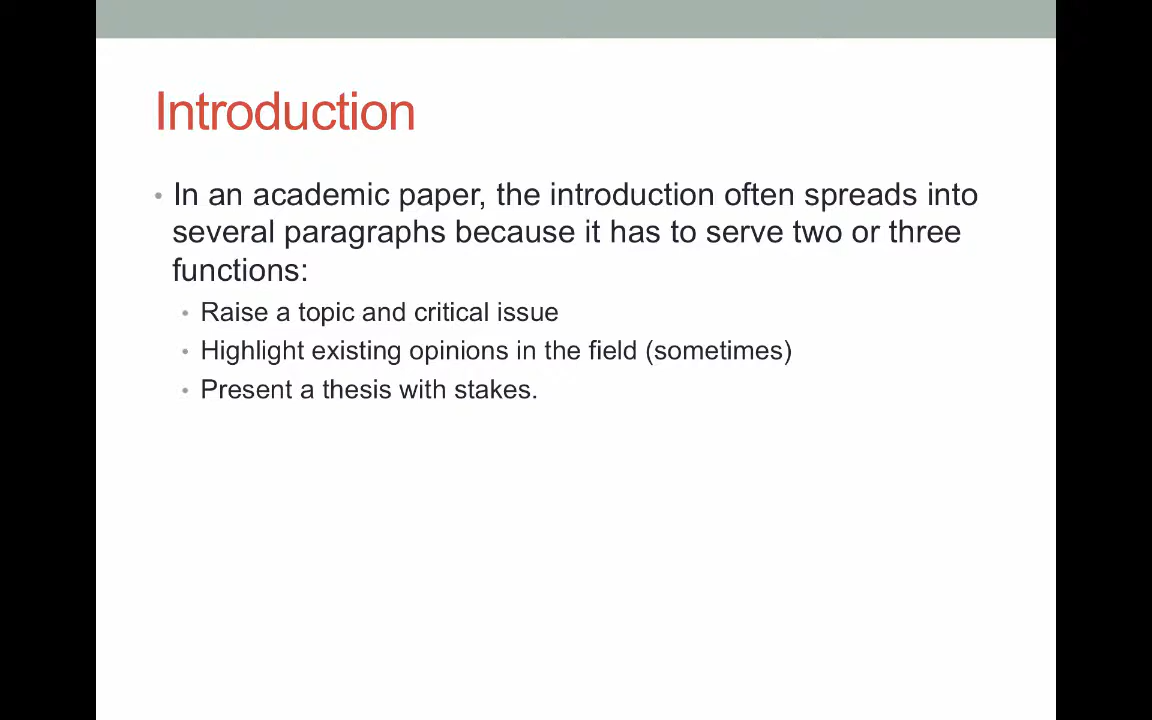 Introduction
• In an academic paper, the introduction often spreads into
several paragraphs because it has to serve two or three
functions:
• Raise a topic and critical issue
• Highlight existing opinions in the field (sometimes)
• Present a thesis with stakes.